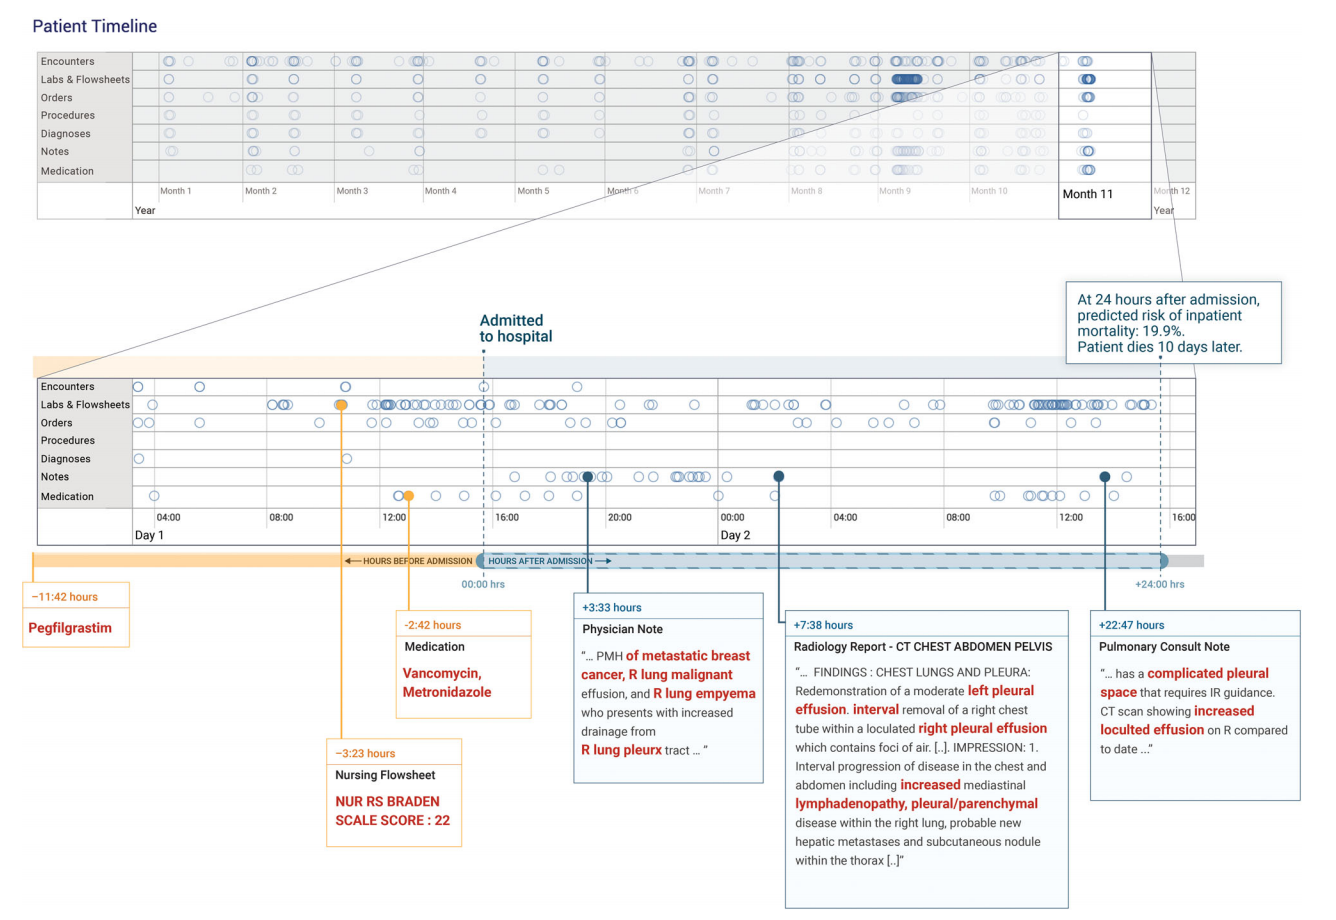 Patient Timeline
Encounters
Labs & Flowsheets
Orders
Procedures
Diagnoses
Notes
Medication
Month 1
Month 2
Month 3
Month 4
Month 5
Month 6
Month 7
Month 8
Month 9
Month 10
Month 11
Month 12
Year
Year
At 24 hours after admission,
predicted risk of inpatient
mortality: 19.9%.
Patient dies 10 days later.
Admitted
to hospital
Encounters
Labs & Flowsheets
Orders
Procedures
Diagnoses
Notes
Medication
04:00
08:00
12:00
16:00
20:00
00:00
04:00
08:00
12:00
16:00
Day 1
Day 2
HOURS BEFORE ADMISSION
HOURS AFTER ADMISSION
00:00 hrs
+24:00 hrs
−11:42 hours
Pegfilgrastim
−3:23 hours
Nursing Flowsheet
NUR RS BRADEN
SCALE SCORE : 22
-2:42 hours
Medication
Vancomycin,
Metronidazole
+3:33 hours
Physician Note
“... PMH of metastatic breast
cancer, R lung malignant
effusion, and R lung empyema
who presents with increased
drainage from
R lung pleurx tract ... ”
+7:38 hours
Radiology Report - CT CHEST ABDOMEN PELVIS
“... FINDINGS : CHEST LUNGS AND PLEURA:
Redemonstration of a moderate left pleural
effusion. interval removal of a right chest
tube within a loculated right pleural effusion
which contains foci of air. [..]. IMPRESSION: 1.
Interval progression of disease in the chest and
abdomen including increased mediastinal
lymphadenopathy, pleural/parenchymal
disease within the right lung, probable new
hepatic metastases and subcutaneous nodule
within the thorax [..]”
+22:47 hours
Pulmonary Consult Note
“... has a complicated pleural
space that requires IR guidance.
CT scan showing increased
loculted effusion on R compared
to date ...”